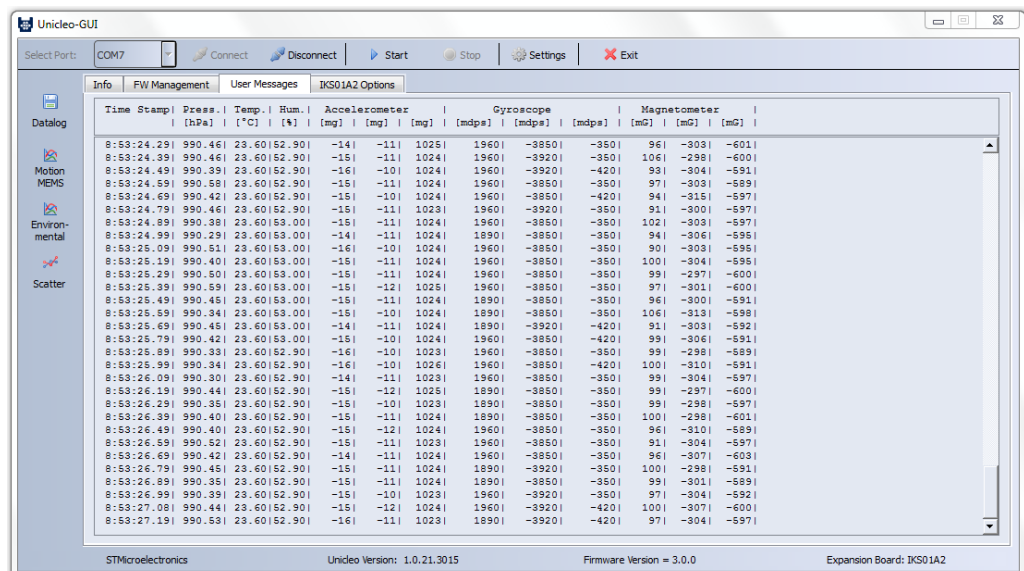 Unicleo-GUI
Select Port: COM7 Connect Disconnect Start Stop Settings Exit
Info FW Management User Messages IKS01A2 Options
Datalog
Motion MEMS
Environ- mental
Scatter
Time Stamp| Press.| Temp.| Hum.| Accelerometer | Gyroscope | Magnetometer |
| [hPa] | [°C] | [%] | [mg] | [mg] | [mg] | [mdps] | [mdps] | [mdps] | [mG] | [mG] | [mG] |
8:53:24.29| 990.46| 23.60|52.90| -14| -11| 1025| 1960| -3850| -350| 96| -303| -601|
8:53:24.39| 990.46| 23.60|52.90| -15| -11| 1024| 1960| -3920| -350| 106| -298| -600|
8:53:24.49| 990.39| 23.60|52.90| -16| -10| 1024| 1960| -3920| -420| 93| -304| -591|
8:53:24.59| 990.58| 23.60|52.90| -15| -11| 1024| 1960| -3850| -350| 97| -303| -589|
8:53:24.69| 990.42| 23.60|52.90| -15| -10| 1024| 1960| -3850| -420| 94| -315| -597|
8:53:24.79| 990.46| 23.60|52.90| -15| -11| 1023| 1960| -3920| -350| 91| -300| -597|
8:53:24.89| 990.38| 23.60|53.00| -15| -11| 1024| 1960| -3850| -350| 102| -303| -597|
8:53:24.99| 990.29| 23.60|53.00| -14| -11| 1024| 1890| -3850| -350| 94| -306| -595|
8:53:25.09| 990.51| 23.60|53.00| -16| -10| 1024| 1960| -3850| -350| 90| -303| -595|
8:53:25.19| 990.40| 23.60|53.00| -15| -11| 1024| 1960| -3850| -350| 100| -304| -595|
8:53:25.29| 990.50| 23.60|53.00| -15| -11| 1024| 1960| -3850| -350| 99| -297| -600|
8:53:25.39| 990.59| 23.60|53.00| -15| -12| 1025| 1960| -3850| -350| 97| -301| -600|
8:53:25.49| 990.45| 23.60|53.00| -15| -11| 1024| 1890| -3850| -350| 96| -300| -591|
8:53:25.59| 990.34| 23.60|53.00| -15| -10| 1024| 1890| -3850| -350| 106| -313| -598|
8:53:25.69| 990.45| 23.60|53.00| -14| -11| 1024| 1890| -3920| -420| 91| -303| -592|
8:53:25.79| 990.42| 23.60|53.00| -15| -10| 1024| 1960| -3850| -420| 99| -306| -591|
8:53:25.89| 990.33| 23.60|52.90| -16| -10| 1023| 1960| -3850| -350| 99| -298| -589|
8:53:25.99| 990.34| 23.60|52.90| -16| -10| 1026| 1960| -3850| -420| 100| -310| -591|
8:53:26.09| 990.30| 23.60|52.90| -14| -11| 1023| 1960| -3850| -350| 99| -304| -597|
8:53:26.19| 990.44| 23.60|52.90| -15| -12| 1025| 1890| -3850| -350| 99| -297| -600|
8:53:26.29| 990.35| 23.60|52.90| -15| -10| 1023| 1890| -3850| -350| 99| -298| -597|
8:53:26.39| 990.40| 23.60|52.90| -15| -11| 1024| 1890| -3850| -350| 100| -298| -601|
8:53:26.49| 990.40| 23.60|52.90| -15| -12| 1024| 1960| -3850| -350| 96| -310| -589|
8:53:26.59| 990.52| 23.60|52.90| -15| -11| 1023| 1960| -3850| -350| 91| -304| -597|
8:53:26.69| 990.42| 23.60|52.90| -14| -11| 1023| 1960| -3850| -350| 96| -307| -603|
8:53:26.79| 990.45| 23.60|52.90| -15| -11| 1024| 1890| -3920| -350| 100| -298| -591|
8:53:26.89| 990.35| 23.60|52.90| -15| -11| 1024| 1890| -3850| -350| 99| -301| -589|
8:53:26.99| 990.39| 23.60|52.90| -15| -10| 1023| 1960| -3920| -350| 97| -304| -592|
8:53:27.08| 990.44| 23.60|52.90| -15| -12| 1024| 1960| -3920| -420| 100| -307| -600|
8:53:27.19| 990.53| 23.60|52.90| -16| -11| 1023| 1890| -3920| -420| 97| -304| -597|
STMicroelectronics Unicleo Version: 1.0.21.3015 Firmware Version = 3.0.0 Expansion Board: IKS01A2